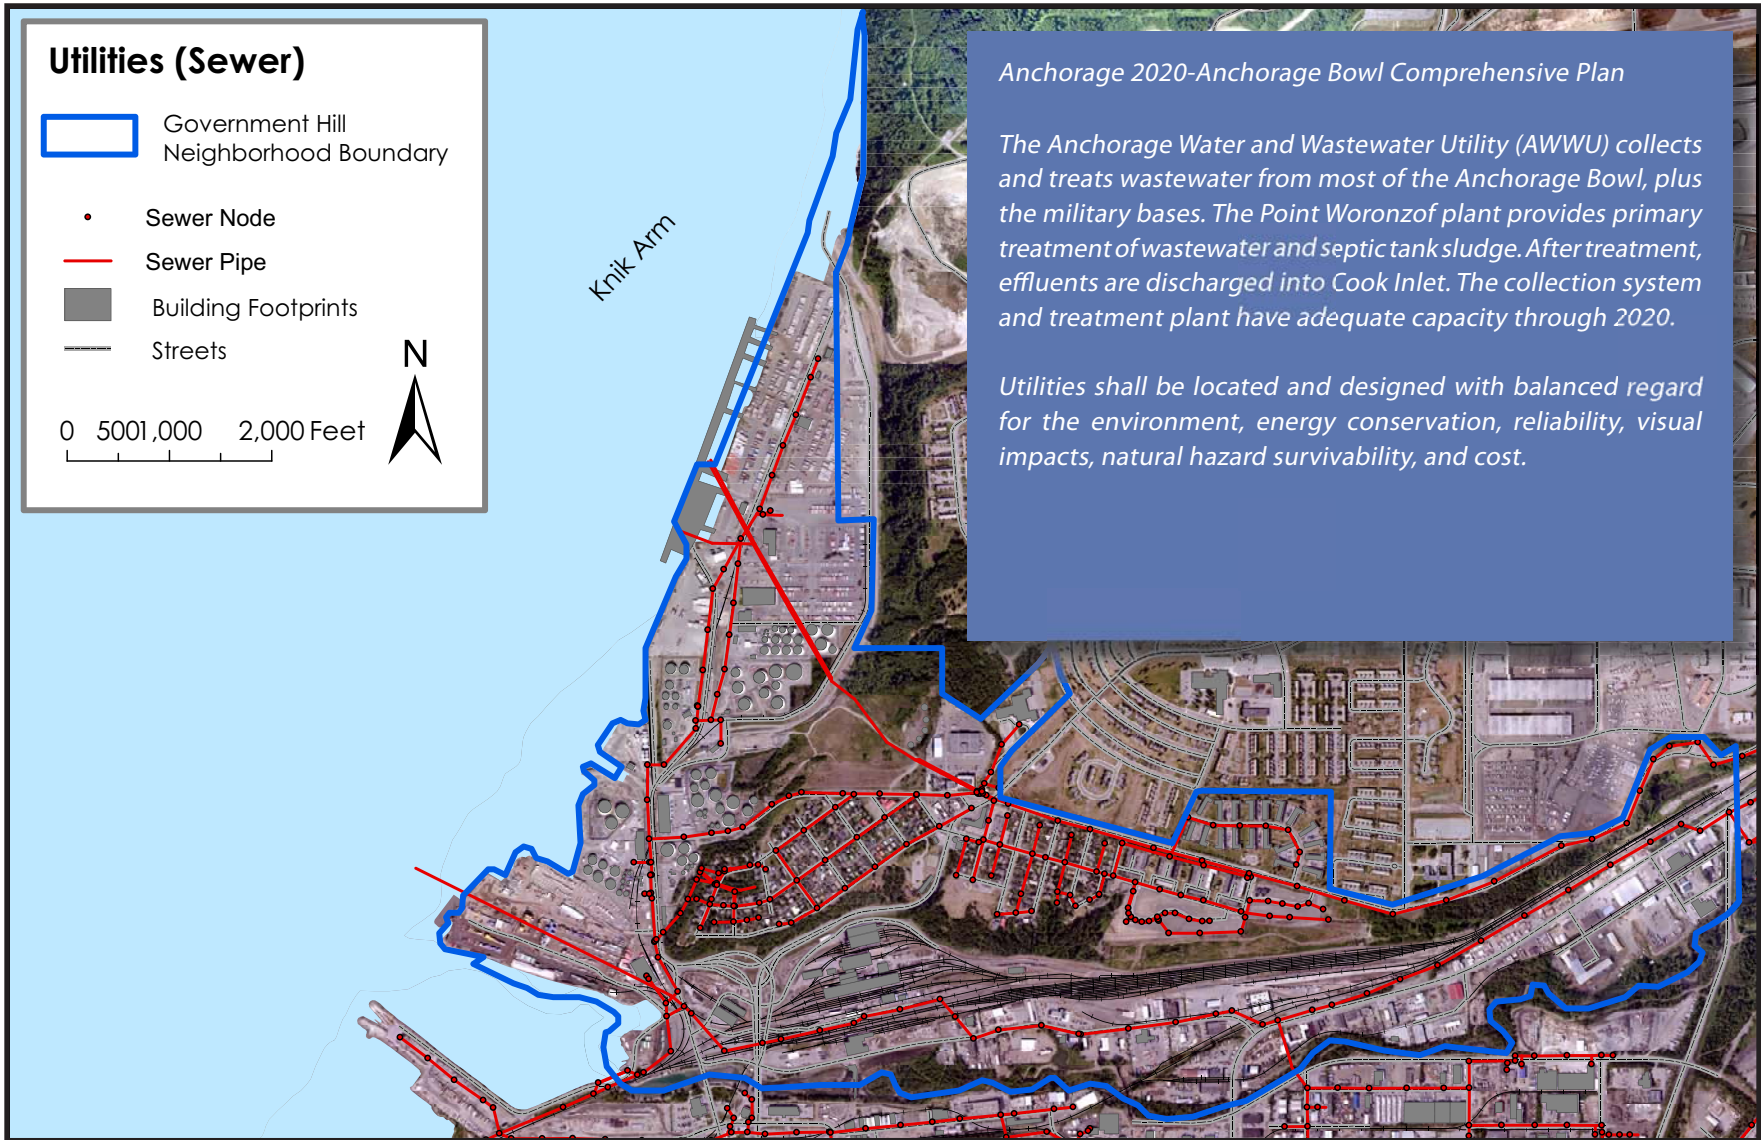 Utilities (Sewer)
Government Hill
Neighborhood Boundary
Sewer Node
Sewer Pipe
Building Footprints
Streets
N
0 5001,000 2,000 Feet
Knik Arm
Anchorage 2020-Anchorage Bowl Comprehensive Plan
The Anchorage Water and Wastewater Utility (AWWU) collects
and treats wastewater from most of the Anchorage Bowl, plus
the military bases. The Point Woronzof plant provides primary
treatment of wastewater and septic tank sludge. After treatment,
effluents are discharged into Cook Inlet. The collection system
and treatment plant have adequate capacity through 2020.
Utilities shall be located and designed with balanced regard
for the environment, energy conservation, reliability, visual
impacts, natural hazard survivability, and cost.